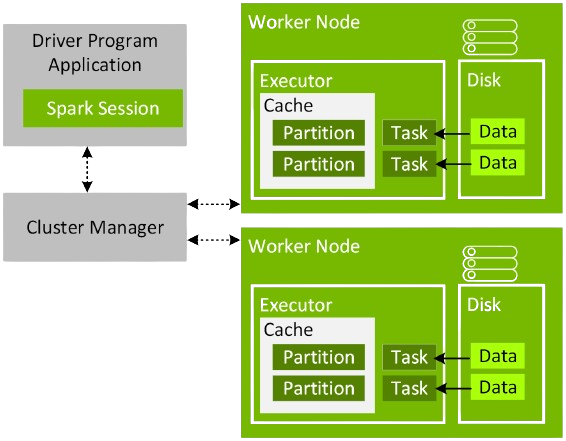 Driver Program
Application
Spark Session
Cluster Manager
Worker Node
Executor
Disk
Cache
Partition
Task
Data
Partition
Task
Data
Worker Node
Executor
Disk
Cache
Partition
Task
Data
Partition
Task
Data